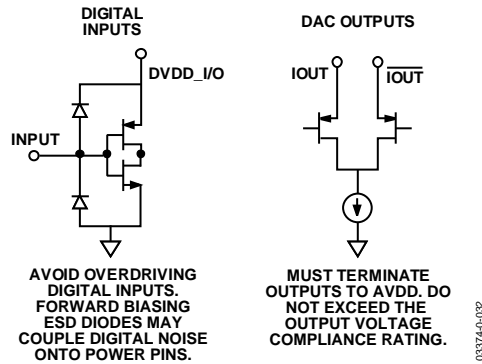 DIGITAL
INPUTS
DVDD_I/O
INPUT
AVOID OVERDRIVING
DIGITAL INPUTS.
FORWARD BIASING
ESD DIODES MAY
COUPLE DIGITAL NOISE
ONTO POWER PINS.
DAC OUTPUTS
IOUT
IOUT
MUST TERMINATE
OUTPUTS TO AVDD. DO
NOT EXCEED THE
OUTPUT VOLTAGE
COMPLIANCE RATING.
03374-0-032